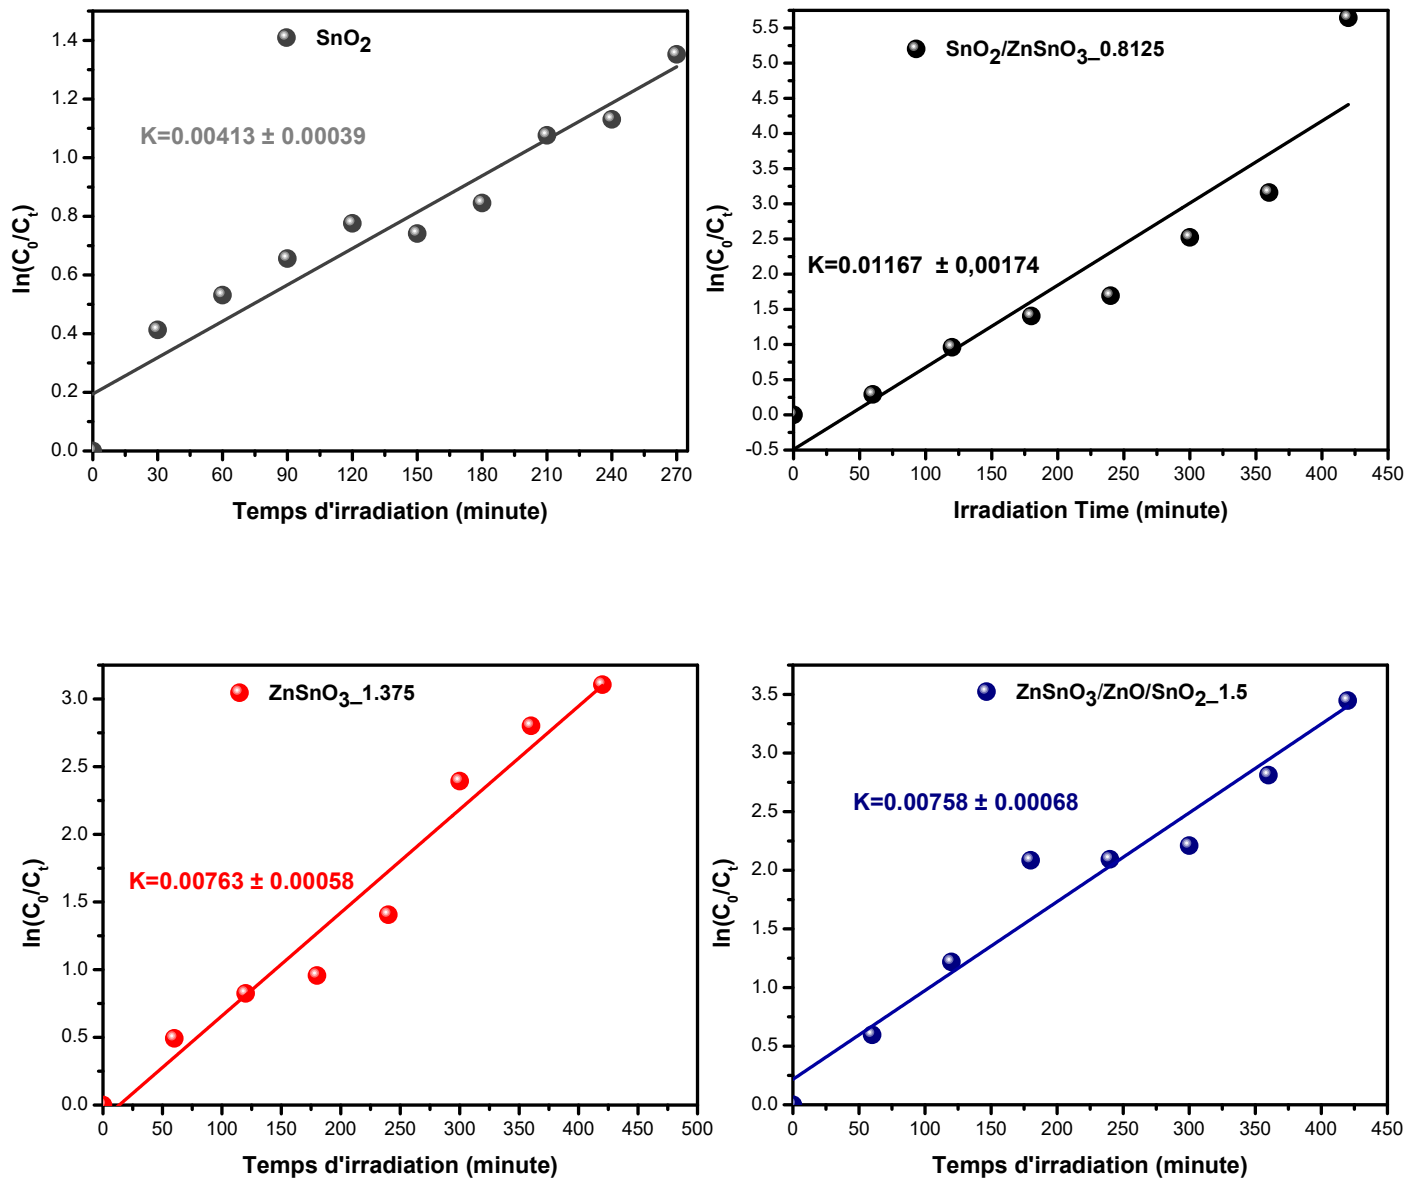 SnO2
K=0.00413 ± 0.00039
ln(C0/Ct)
1.4
1.2
1.0
0.8
0.6
0.4
0.2
0.0
0 30 60 90 120 150 180 210 240 270
Temps d'irradiation (minute)
SnO2/ZnSnO3_0.8125
K=0.01167 ± 0,00174
ln(C0/Ct)
5.5
5.0
4.5
4.0
3.5
3.0
2.5
2.0
1.5
1.0
0.5
0.0
-0.5
0 50 100 150 200 250 300 350 400 450
Irradiation Time (minute)
ZnSnO3_1.375
K=0.00763 ± 0.00058
ln(C0/Ct)
3.0
2.5
2.0
1.5
1.0
0.5
0.0
0 50 100 150 200 250 300 350 400 450 500
Temps d'irradiation (minute)
ZnSnO3/ZnO/SnO2_1.5
K=0.00758 ± 0.00068
ln(C0/Ct)
3.5
3.0
2.5
2.0
1.5
1.0
0.5
0.0
0 50 100 150 200 250 300 350 400 450
Temps d'irradiation (minute)